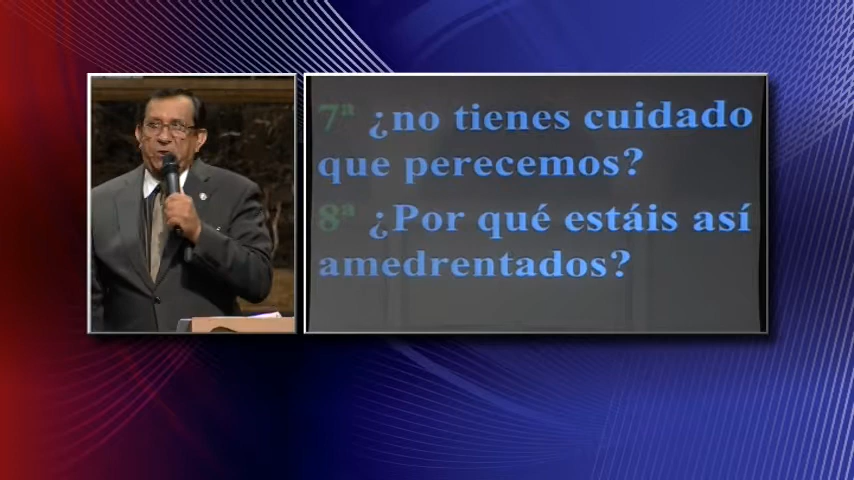 7ª ¿no tienes cuidado
que perecemos?
8ª ¿Por qué estáis así
amedrentados?